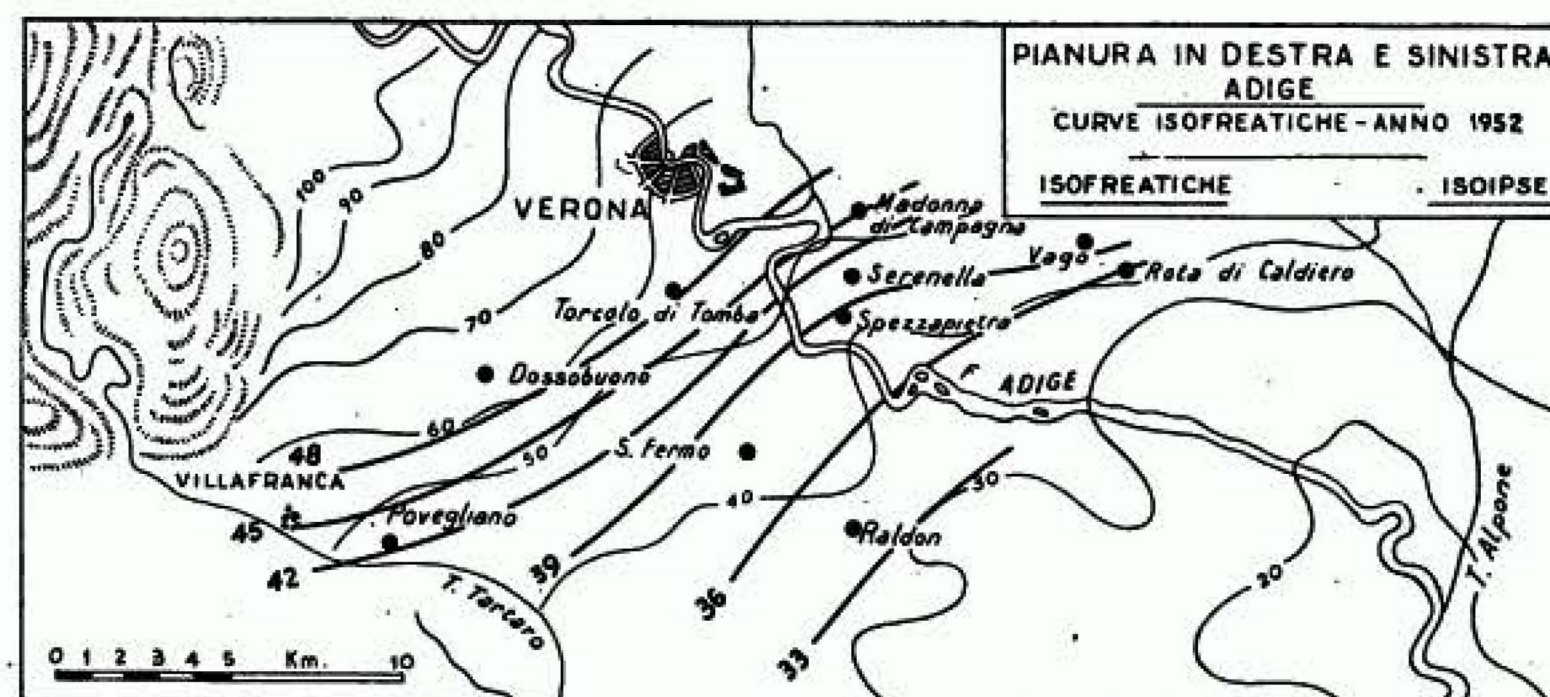 PIANURA IN DESTRA E SINISTRA
ADIGE
CURVE ISOFREATICHE - ANNO 1952
ISOFREATICHE
ISOIPSE
100
90
80
70
60
50
40
30
20
VERONA
Madonna
di Campagna
Vago
Serenella
Rota di Caldiero
Torcolo di Tomba
Spezzapietra
Dossobuono
F. ADIGE
S. Fermo
48
VILLAFRANCA
45
Povegliano
42
39
36
33
Raldon
T. Tartaro
T. Alpone
0 1 2 3 4 5 Km. 10